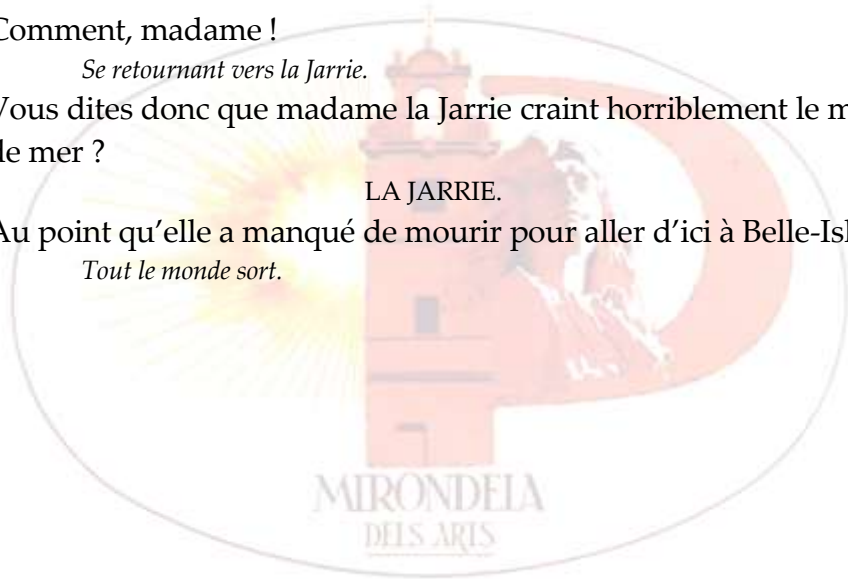 Comment, madame !
Se retournant vers la Jarrie.
Vous dites donc que madame la Jarrie craint horriblement le m
de mer ?
LA JARRIE.
Au point qu’elle a manqué de mourir pour aller d’ici à Belle-Isl
Tout le monde sort.
MIRONDELA
DELS ARTS